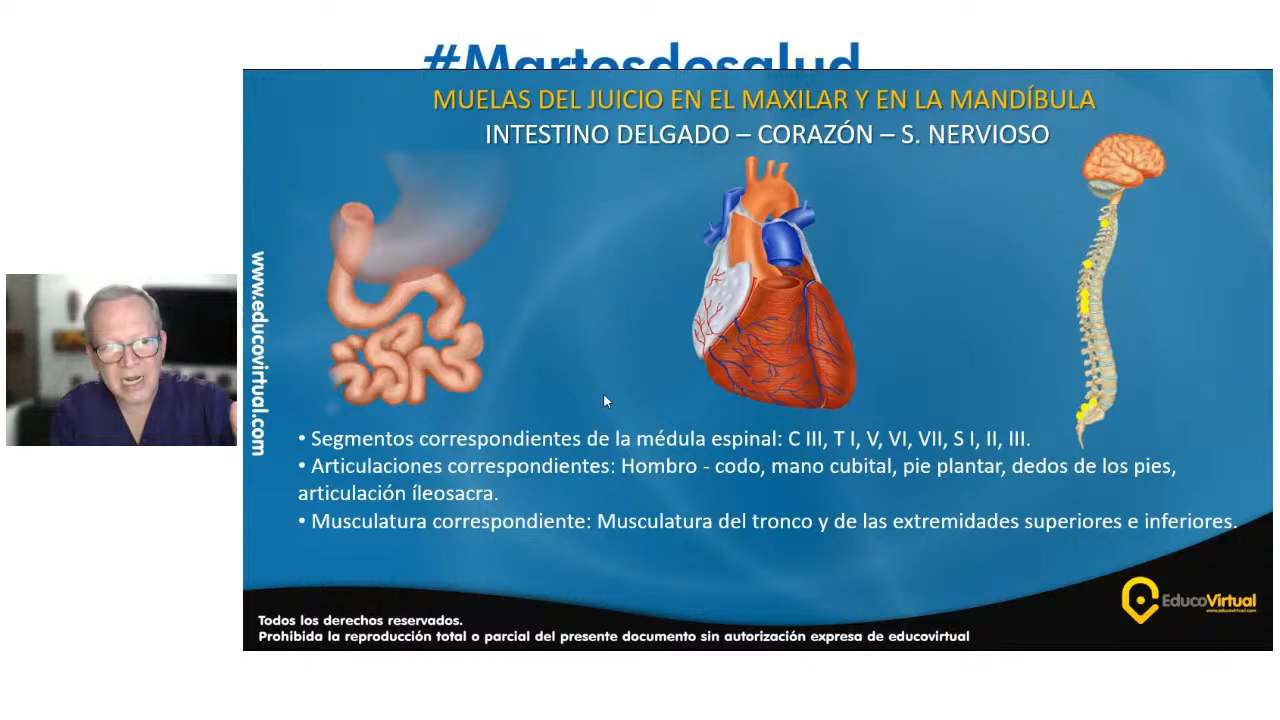 #Martesdesalud
MUELAS DEL JUICIO EN EL MAXILAR Y EN LA MANDÍBULA
INTESTINO DELGADO – CORAZÓN – S. NERVIOSO
www.educovirtual.com
• Segmentos correspondientes de la médula espinal: C III, T I, V, VI, VII, S I, II, III.
• Articulaciones correspondientes: Hombro - codo, mano cubital, pie plantar, dedos de los pies,
articulación íleosacra.
• Musculatura correspondiente: Musculatura del tronco y de las extremidades superiores e inferiores.
EducoVirtual
www.educovirtual.com
Todos los derechos reservados.
Prohibida la reproducción total o parcial del presente documento sin autorización expresa de educovirtual